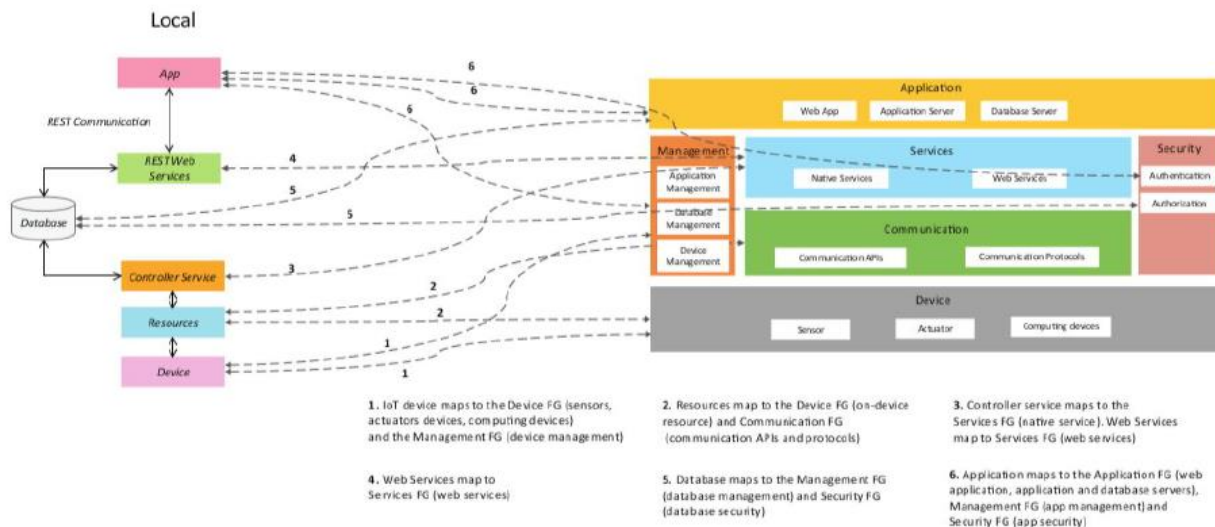 Local
App
REST Communication
REST Web
Services
Database
Controller Service
Resources
Device
6
6
6
4
5
5
3
2
2
1
1
Application
Web App
Application Server
Database Server
Management
Application
Management
Database
Management
Device
Management
Services
Native Services
Web Services
Security
Authentication
Authorization
Communication
Communication APIs
Communication Protocols
Device
Sensor
Actuator
Computing devices
1. IoT device maps to the Device FG (sensors,
actuators devices, computing devices)
and the Management FG (device management)
2. Resources map to the Device FG (on-device
resource) and Communication FG
(communication APIs and protocols)
3. Controller service maps to the
Services FG (native service). Web Services
map to Services FG (web services)
4. Web Services map to
Services FG (web services)
5. Database maps to the Management FG
(database management) and Security FG
(database security)
6. Application maps to the Application FG (web
application, application and database servers),
Management FG (app management) and
Security FG (app security)